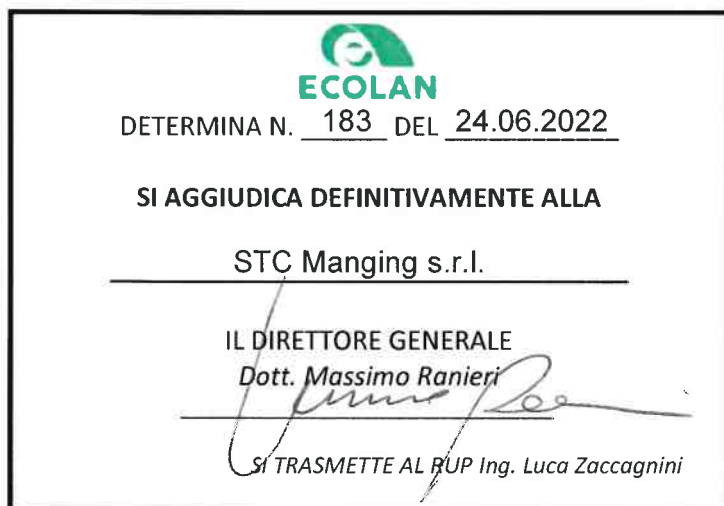 ECOLAN
DETERMINA N. 183 DEL 24.06.2022
SI AGGIUDICA DEFINITIVAMENTE ALLA
STC Manging s.r.l.
IL DIRETTORE GENERALE
Dott. Massimo Ranieri
SI TRASMETTE AL RUP Ing. Luca Zaccagnini